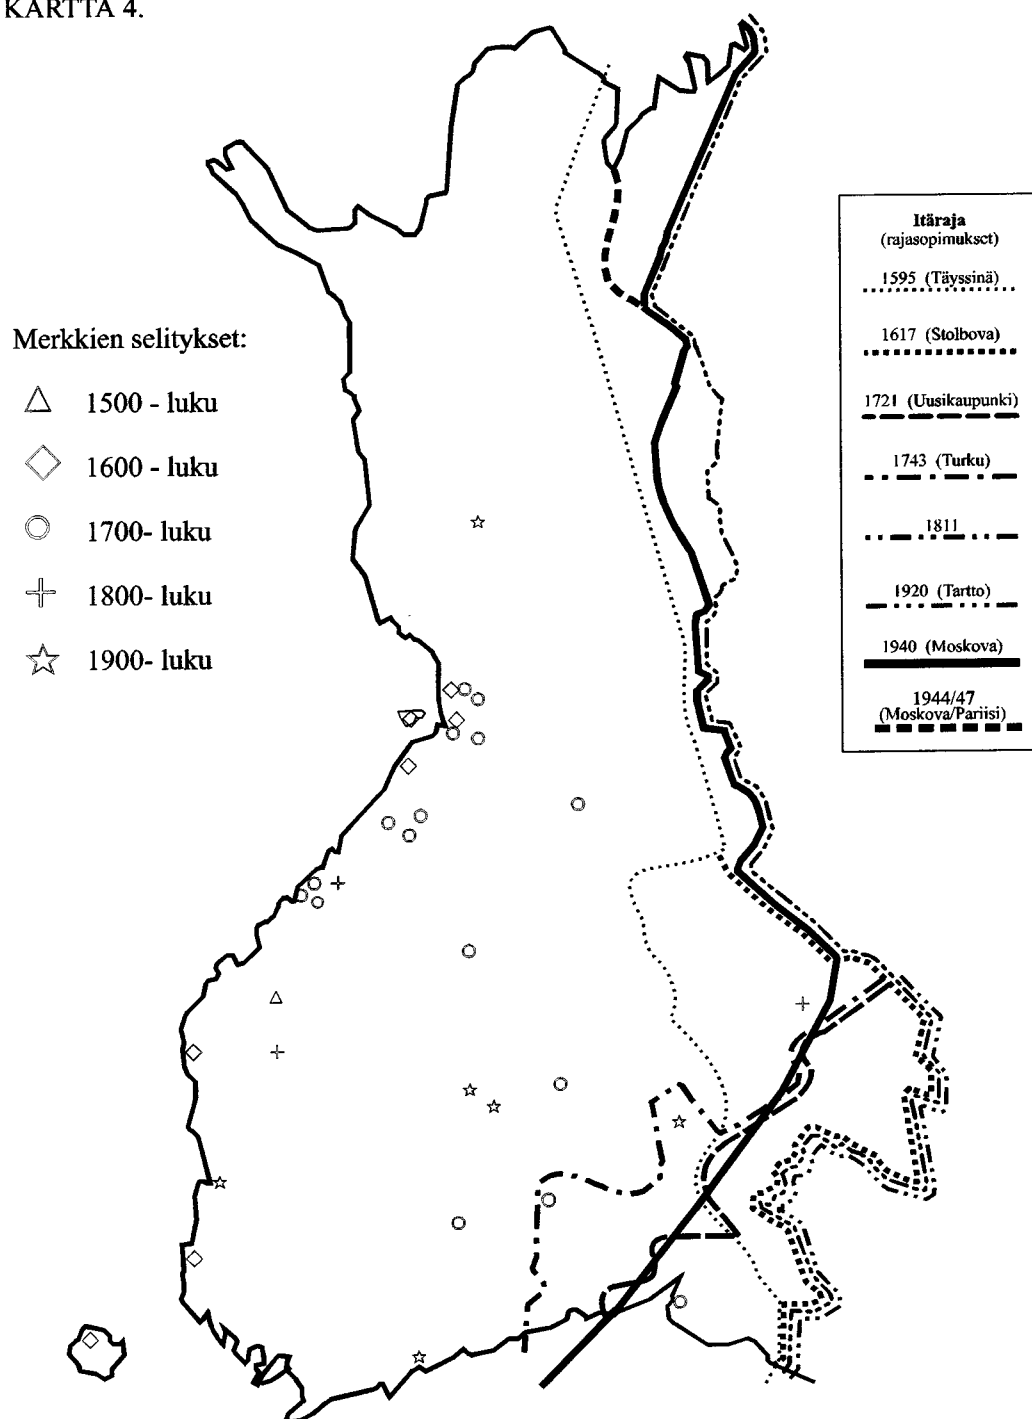 KARTTA 4.
Merkkien selitykset:
1500 - luku
1600 - luku
1700- luku
1800- luku
1900- luku
Itäraja
(rajasopimukset)
1595 (Täyssinä)
1617 (Stolbova)
1721 (Uusikaupunki)
1743 (Turku)
1811
1920 (Tartto)
1940 (Moskova)
1944/47
(Moskova/Pariisi)